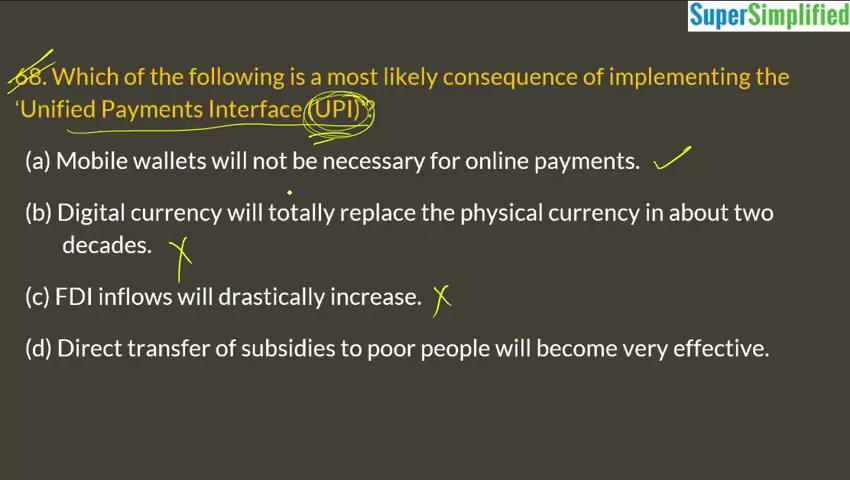 SuperSimplified
68. Which of the following is a most likely consequence of implementing the
‘Unified Payments Interface (UPI)’?
(a) Mobile wallets will not be necessary for online payments.
(b) Digital currency will totally replace the physical currency in about two
decades.
(c) FDI inflows will drastically increase.
(d) Direct transfer of subsidies to poor people will become very effective.